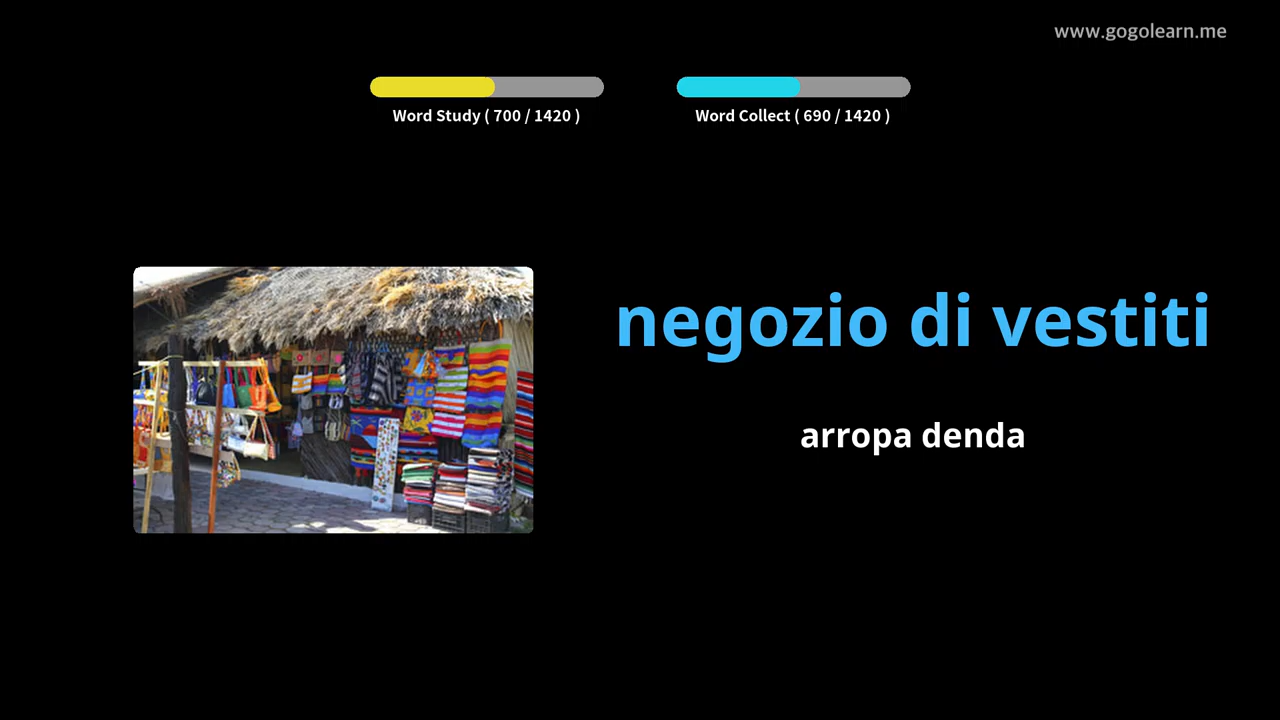 www.gogolearn.me
Word Study ( 700 / 1420 )
Word Collect ( 690 / 1420 )
negozio di vestiti
arropa denda